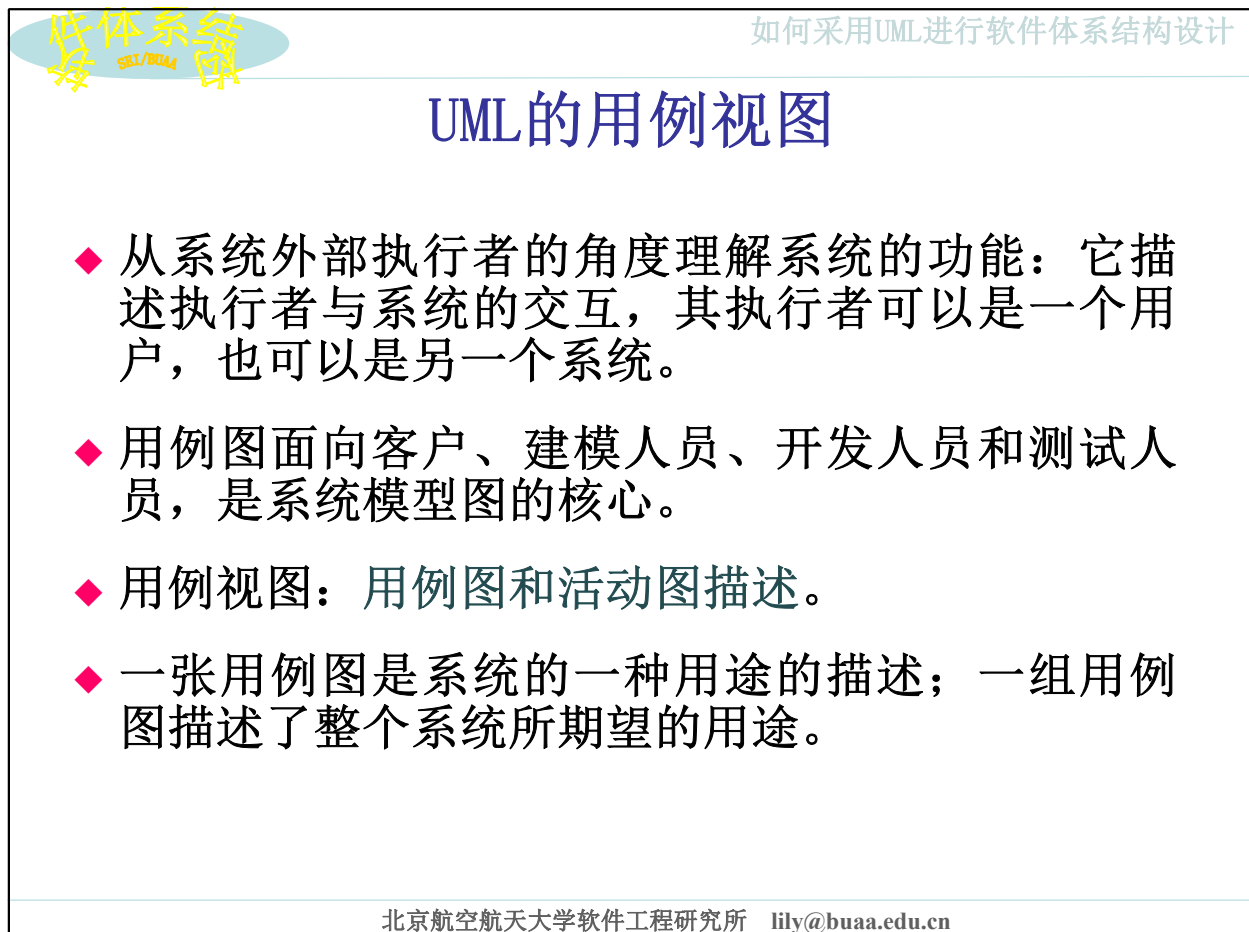 件体系结
软 SEI/BUAA 构
如何采用UML进行软件体系结构设计
UML的用例视图
从系统外部执行者的角度理解系统的功能：它描
述执行者与系统的交互，其执行者可以是一个用
户，也可以是另一个系统。
用例图面向客户、建模人员、开发人员和测试人
员，是系统模型图的核心。
用例视图：用例图和活动图描述。
一张用例图是系统的一种用途的描述；一组用例
图描述了整个系统所期望的用途。
北京航空航天大学软件工程研究所 lily@buaa.edu.cn